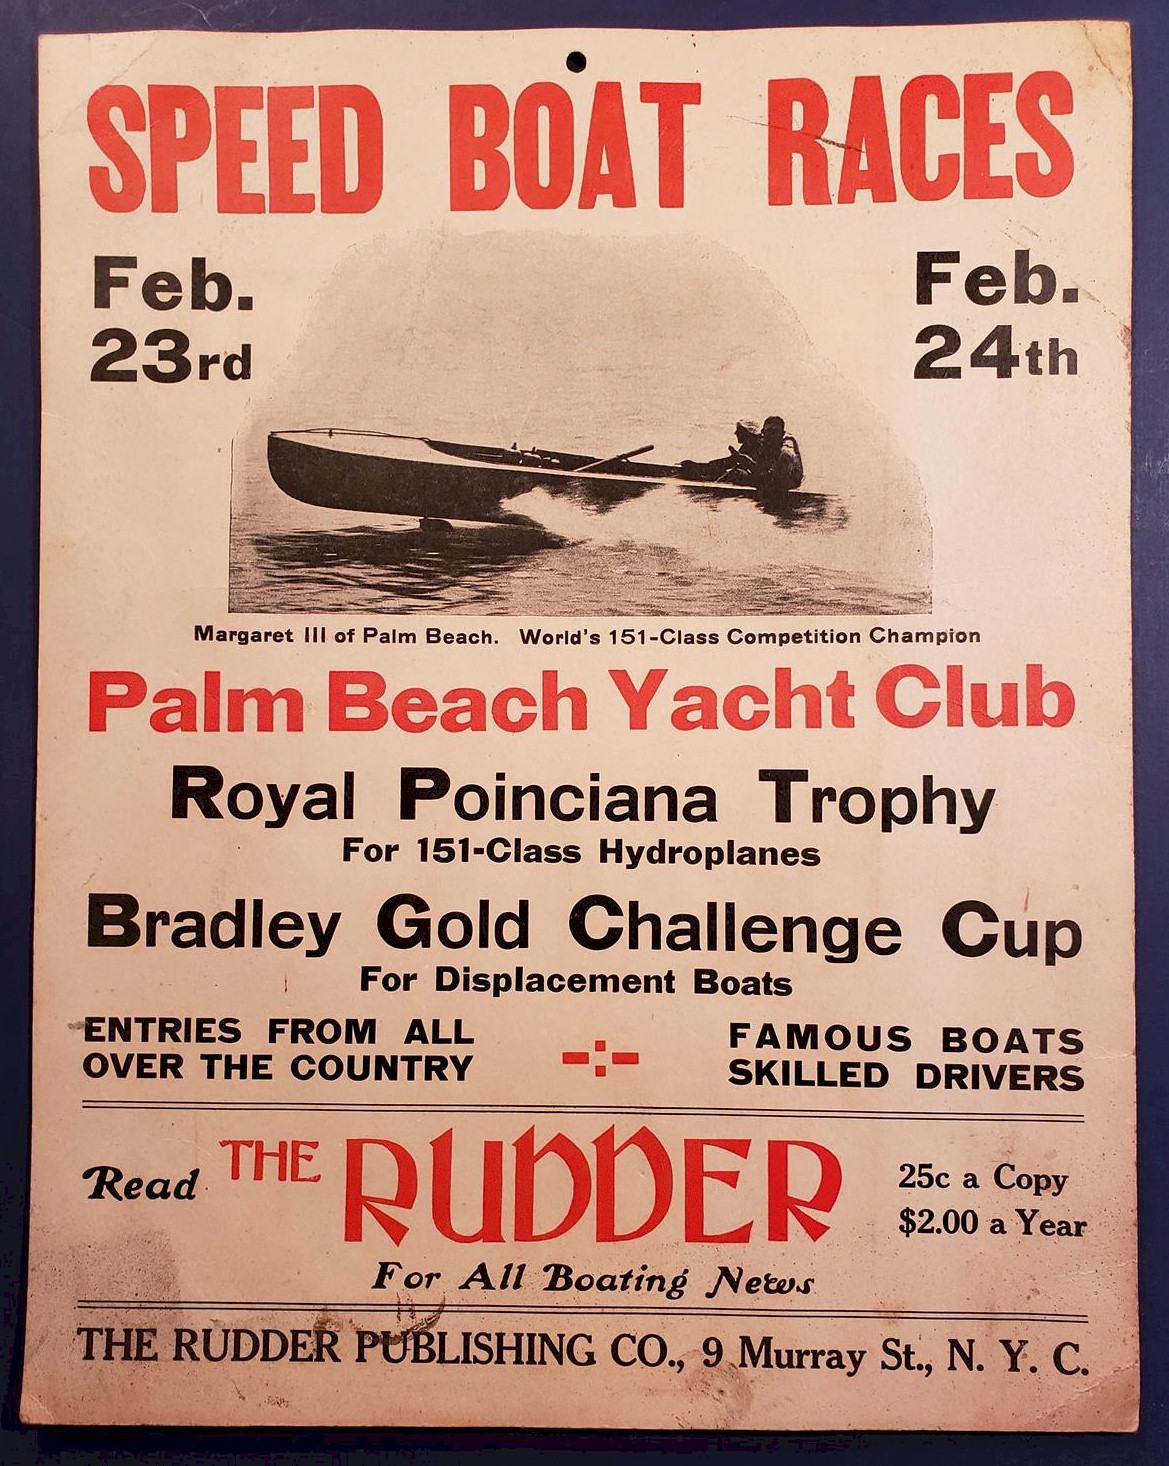 SPEED BOAT RACES
Feb.
23rd
Feb.
24th
Margaret III of Palm Beach. World's 151-Class Competition Champion
Palm Beach Yacht Club
Royal Poinciana Trophy
For 151-Class Hydroplanes
Bradley Gold Challenge Cup
For Displacement Boats
ENTRIES FROM ALL
OVER THE COUNTRY
FAMOUS BOATS
SKILLED DRIVERS
Read THE RUDDER
25c a Copy
$2.00 a Year
For All Boating News
THE RUDDER PUBLISHING CO., 9 Murray St., N. Y. C.